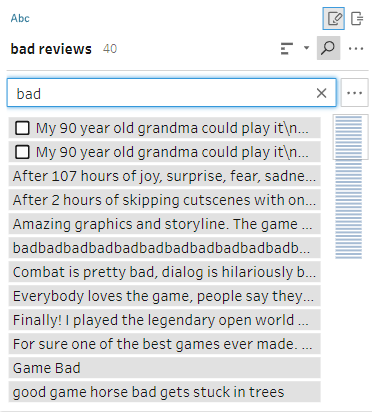 Abc
bad reviews 40
bad
My 90 year old grandma could play it\n...
My 90 year old grandma could play it\n...
After 107 hours of joy, surprise, fear, sadne...
After 2 hours of skipping cutscenes with on...
Amazing graphics and storyline. The game ...
badbadbadbadbadbadbadbadbadbadbadb...
Combat is pretty bad, dialog is hilariously b...
Everybody loves the game, people say they...
Finally! I played the legendary open world ...
For sure one of the best games ever made. ...
Game Bad
good game horse bad gets stuck in trees